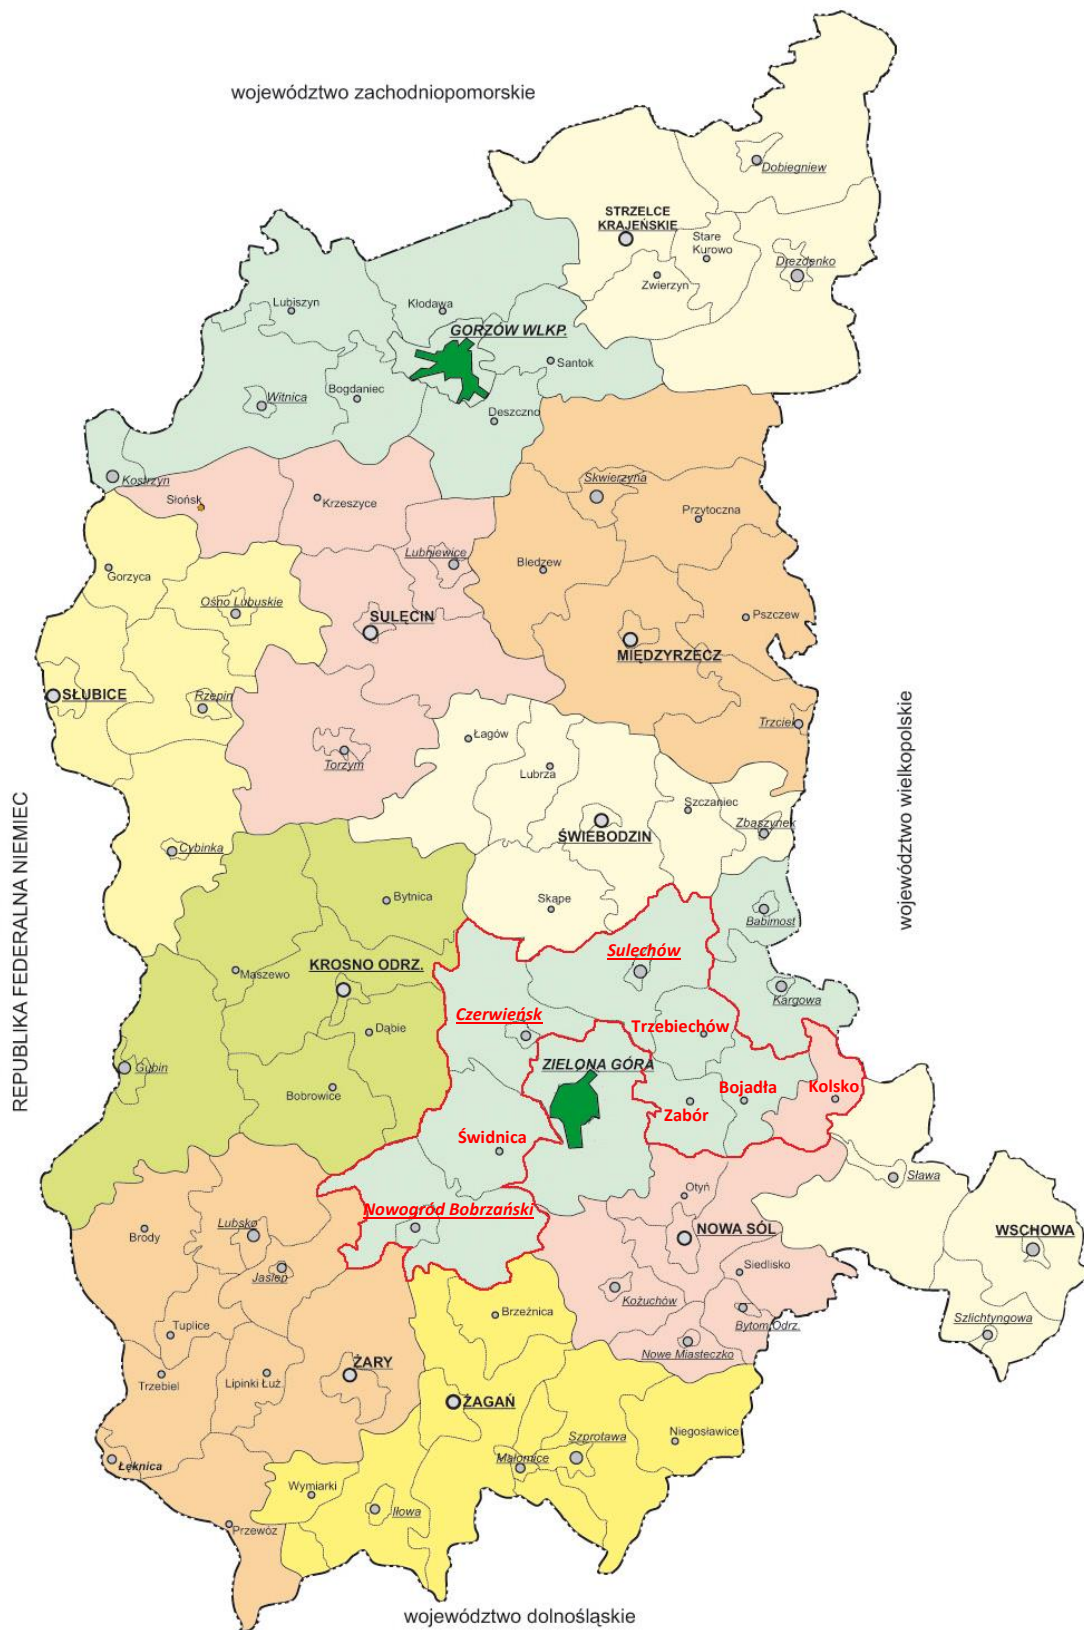 województwo zachodniopomorskie
Dobiegniew
STRZELCE
KRAJEŃSKIE
Stare
Kurowo
Drezdenko
Zwierzyn
Lubiszyn
Kłodawa
GORZÓW WLKP.
Santok
Bogdaniec
Witnica
Deszczno
Kostrzyn
Skwierzyna
Słońsk
Krzeszyce
Przytoczna
Lubniewice
Bledzew
Gorzyca
Ośno Lubuskie
SULĘCIN
Pszczew
MIĘDZYRZECZ
SŁUBICE
Rzepin
Trzciel
województwo wielkopolskie
Łagów
Torzym
Lubrza
Szczaniec
Zbąszynek
ŚWIEBODZIN
REPUBLIKA FEDERALNA NIEMIEC
Cybinka
Bytnica
Skąpe
Babimost
Sulechów
KROSNO ODRZ.
Maszewo
Kargowa
Czerwieńsk
Trzebiechów
Dąbie
ZIELONA GÓRA
Gubin
Bobrowice
Bojadła
Kolsko
Zabór
Świdnica
Otyń
Sława
Nowogród Bobrzański
Brody
Lubsko
NOWA SÓL
WSCHOWA
Jasień
Siedlisko
Kożuchów
Brzeźnica
Bytom Odrz.
Szlichtyngowa
Tuplice
Nowe Miasteczko
ŻARY
Trzebiel
Lipinki Łuż.
ŻAGAŃ
Niegosławice
Szprotawa
Małomice
Łęknica
Wymiarki
Iłowa
Przewóz
województwo dolnośląskie